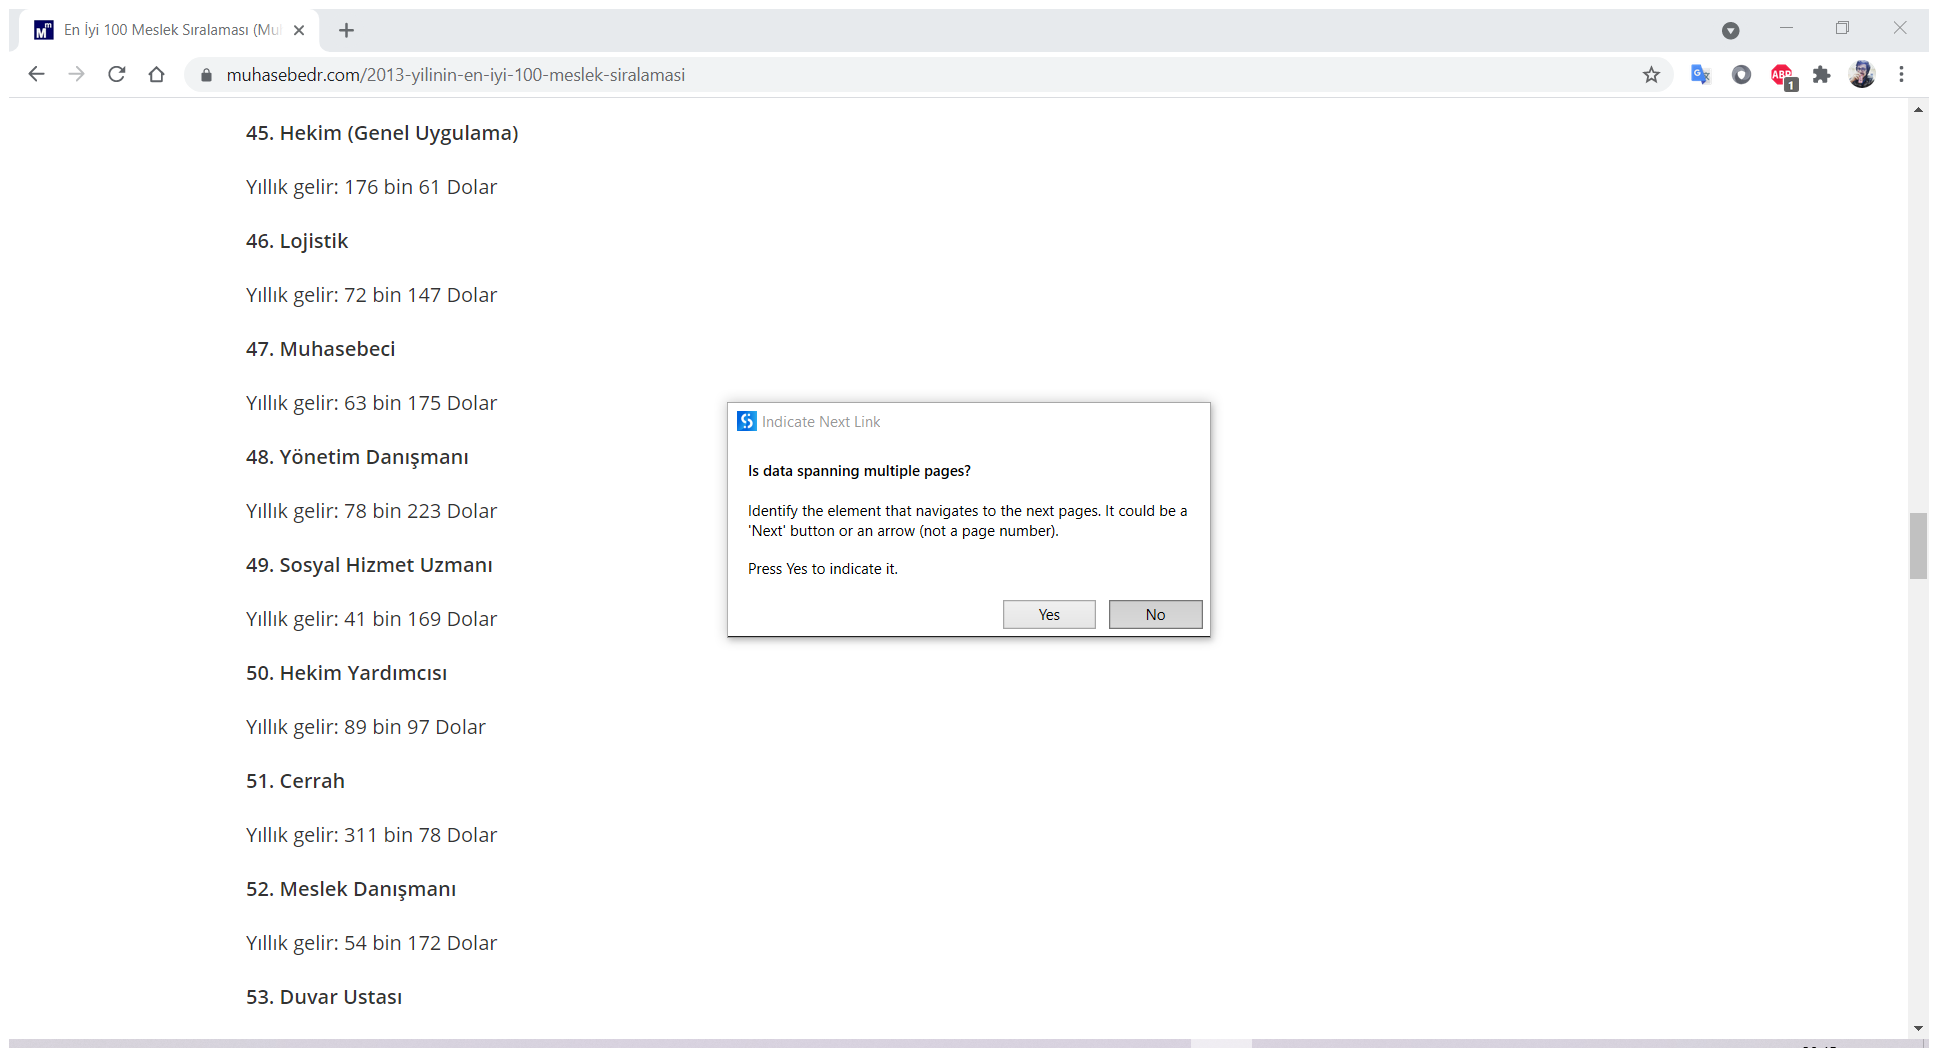 En İyi 100 Meslek Sıralaması (Mu
muhasebedr.com/2013-yilinin-en-iyi-100-meslek-siralamasi
ABP
1
45. Hekim (Genel Uygulama)
Yıllık gelir: 176 bin 61 Dolar
46. Lojistik
Yıllık gelir: 72 bin 147 Dolar
47. Muhasebeci
Yıllık gelir: 63 bin 175 Dolar
48. Yönetim Danışmanı
Yıllık gelir: 78 bin 223 Dolar
49. Sosyal Hizmet Uzmanı
Yıllık gelir: 41 bin 169 Dolar
50. Hekim Yardımcısı
Yıllık gelir: 89 bin 97 Dolar
51. Cerrah
Yıllık gelir: 311 bin 78 Dolar
52. Meslek Danışmanı
Yıllık gelir: 54 bin 172 Dolar
53. Duvar Ustası
Indicate Next Link
Is data spanning multiple pages?
Identify the element that navigates to the next pages. It could be a
'Next' button or an arrow (not a page number).
Press Yes to indicate it.
Yes
No